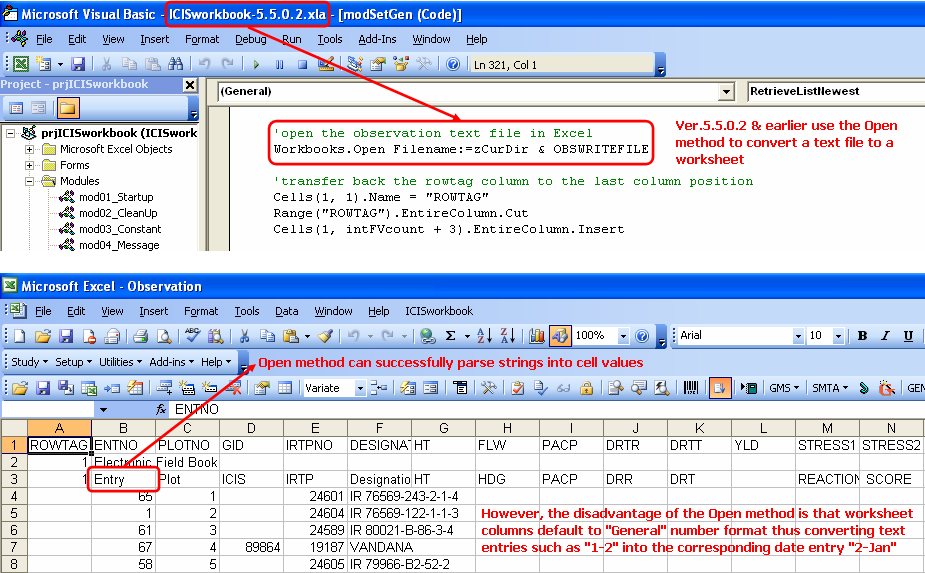 Microsoft Visual Basic - ICISworkbook-5.5.0.2.xla - [modSetGen (Code)]
File Edit View Insert Format Debug Run Tools Add-Ins Window Help
Ln 321, Col 1
Project - prjICISworkbook
(General) RetrieveListNewest
prjICISworkbook (ICISwork
Microsoft Excel Objects
Forms
Modules
mod01_Startup
mod02_CleanUp
mod03_Constant
mod04_Message
'open the observation text file in Excel
Workbooks.Open Filename:=zCurDir & OBSWRITEFILE
'transfer back the rowtag column to the last column position
Cells(1, 1).Name = "ROWTAG"
Range("ROWTAG").EntireColumn.Cut
Cells(1, intFVcount + 3).EntireColumn.Insert
Ver.5.5.0.2 & earlier use the Open
method to convert a text file to a
worksheet
Microsoft Excel - Observation
File Edit View Insert Format Tools Data Window Help ICISWorkbook
100% Arial 10 B I U
Study Setup Utilities Add-ins Help
Open method can successfully parse strings into cell values
Variate GMS SMTA GEN
fx ENTNO
A B C D E F G H I J K L M N
1 ROWTAG ENTNO PLOTNO GID IRTPNO DESIGNAT HT FLW PACP DRTR DRTT YLD STRESS1 STRESS2
2 1 Electronic Field Book
3 1 Entry Plot ICIS IRTP Designatio HT HDG PACP DRR DRT REACTION SCORE
4 65 1 24601 IR 76569-243-2-1-4
5 1 2 24604 IR 76569-122-1-1-3
6 61 3 24589 IR 80021-B-86-3-4
7 67 4 89864 19187 VANDANA
8 58 5 24605 IR 79966-B2-52-2
However, the disadvantage of the Open method is that worksheet
columns default to "General" number format thus converting text
entries such as "1-2" into the corresponding date entry "2-Jan"